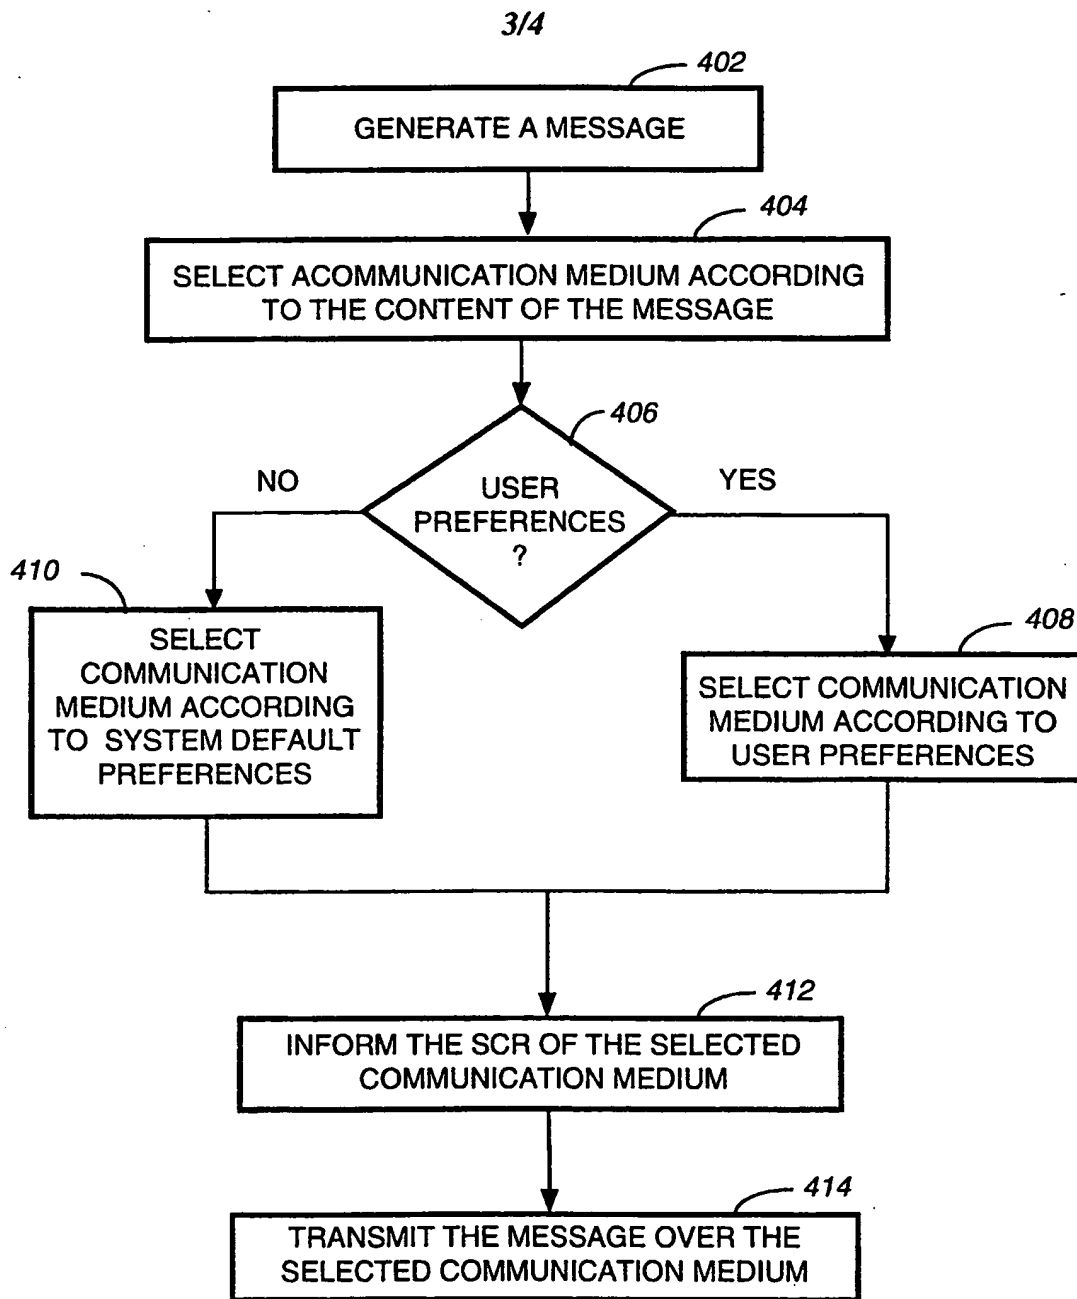 3/4
402
GENERATE A MESSAGE
404
SELECT ACOMMUNICATION MEDIUM ACCORDING
TO THE CONTENT OF THE MESSAGE
406
NO
USER
PREFERENCES
?
YES
410
SELECT
COMMUNICATION
MEDIUM ACCORDING
TO SYSTEM DEFAULT
PREFERENCES
408
SELECT COMMUNICATION
MEDIUM ACCORDING TO
USER PREFERENCES
412
INFORM THE SCR OF THE SELECTED
COMMUNICATION MEDIUM
414
TRANSMIT THE MESSAGE OVER THE
SELECTED COMMUNICATION MEDIUM